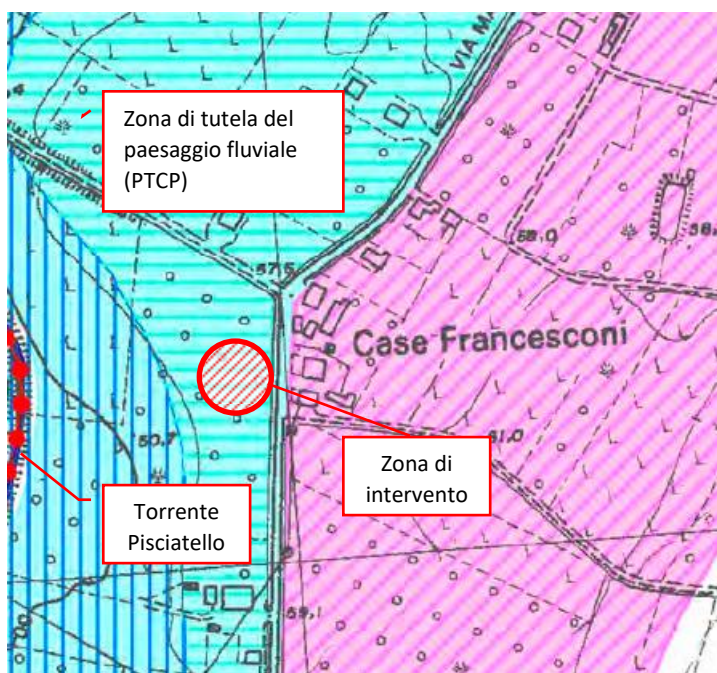 VIA MA
Zona di tutela del
paesaggio fluviale
(PTCP)
58,0
57,5
Case Francesconi
50,7
51,0
Zona di
intervento
Torrente
Pisciatello
59,1